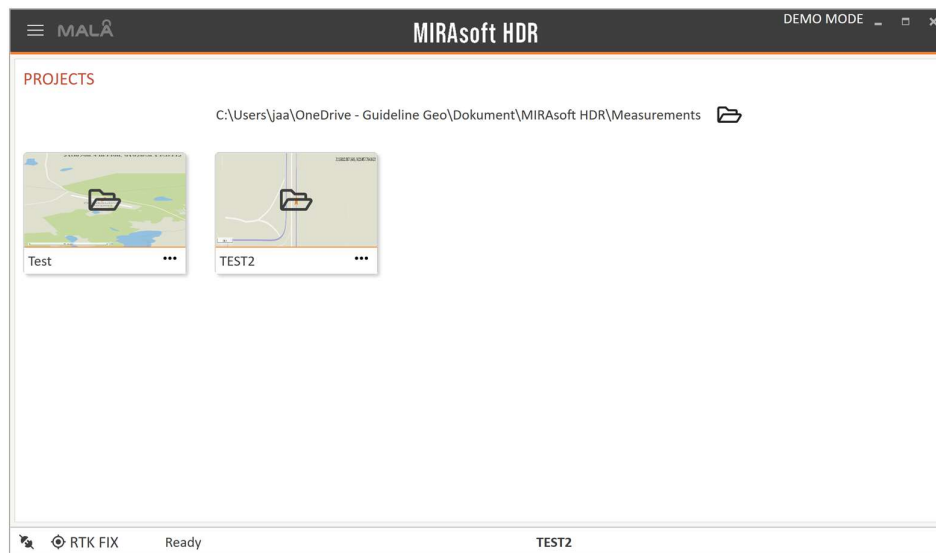 MALÅ
MIRAsoft HDR
DEMO MODE
PROJECTS
C:\Users\jaa\OneDrive - Guideline Geo\Dokument\MIRAsoft HDR\Measurements
Test
TEST2
RTK FIX
Ready
TEST2